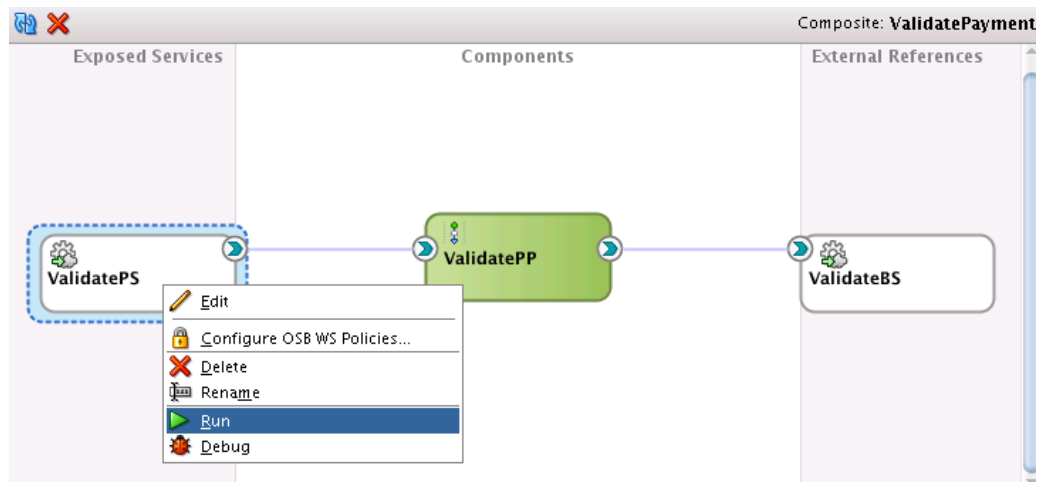 Composite: ValidatePayment
Exposed Services
Components
External References
ValidatePS
ValidatePP
ValidateBS
Edit
Configure OSB WS Policies...
Delete
Rename
Run
Debug